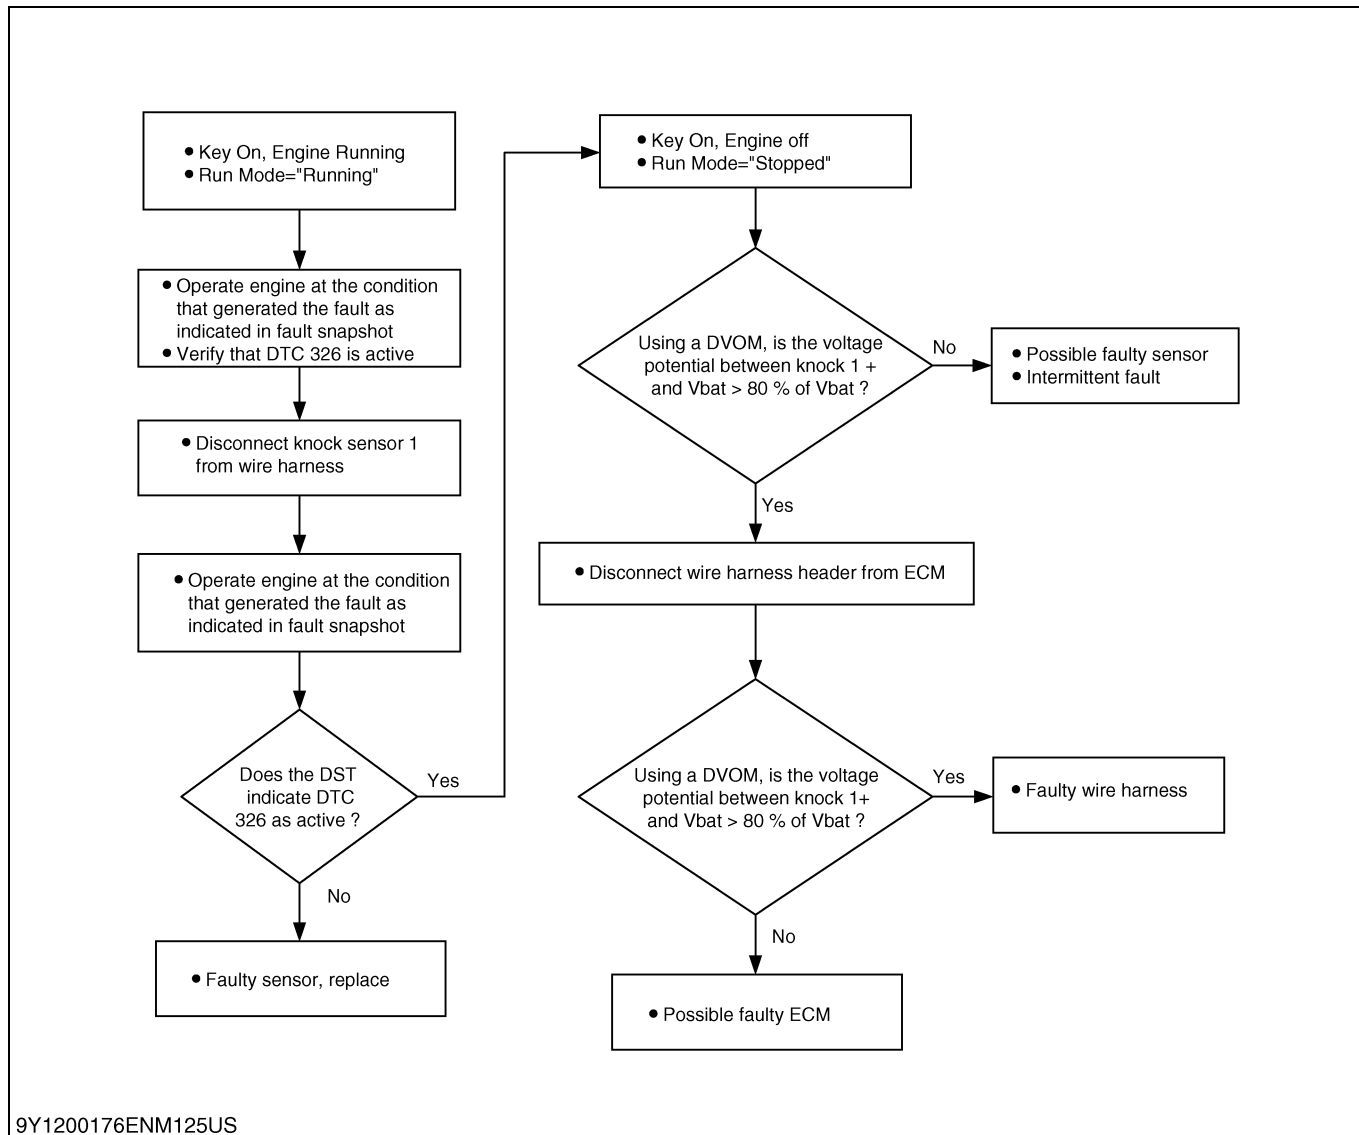 ● Key On, Engine Running
● Run Mode="Running"
● Operate engine at the condition
that generated the fault as
indicated in fault snapshot
● Verify that DTC 326 is active
● Disconnect knock sensor 1
from wire harness
● Operate engine at the condition
that generated the fault as
indicated in fault snapshot
Does the DST
indicate DTC
326 as active ?
Yes
No
● Faulty sensor, replace
● Key On, Engine off
● Run Mode="Stopped"
Using a DVOM, is the voltage
potential between knock 1 +
and Vbat > 80 % of Vbat ?
No
● Possible faulty sensor
● Intermittent fault
Yes
● Disconnect wire harness header from ECM
Using a DVOM, is the voltage
potential between knock 1+
and Vbat > 80 % of Vbat ?
Yes
● Faulty wire harness
No
● Possible faulty ECM
9Y1200176ENM125US